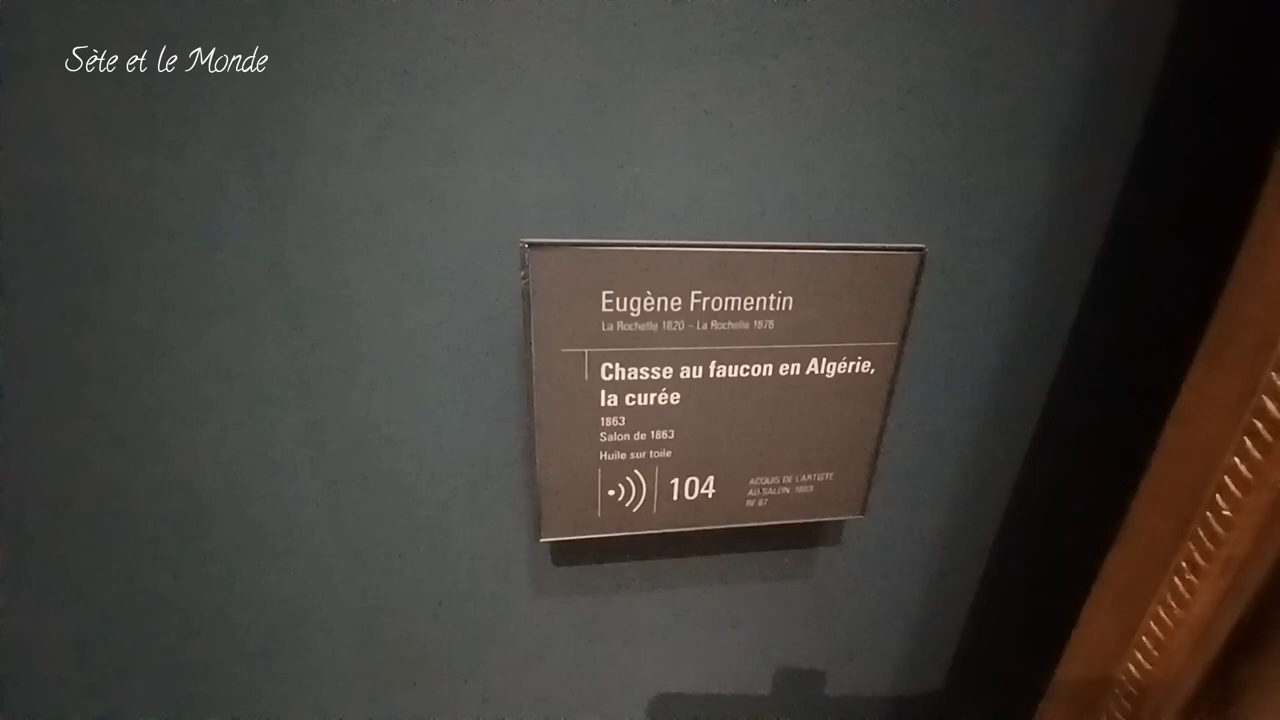 Sète et le Monde
Eugène Fromentin
La Rochelle 1820 – La Rochelle 1876
Chasse au faucon en Algérie,
la curée
1863
Salon de 1863
Huile sur toile
104
ACQUIS DE L'ARTISTE
AU SALON, 1863
RF 87